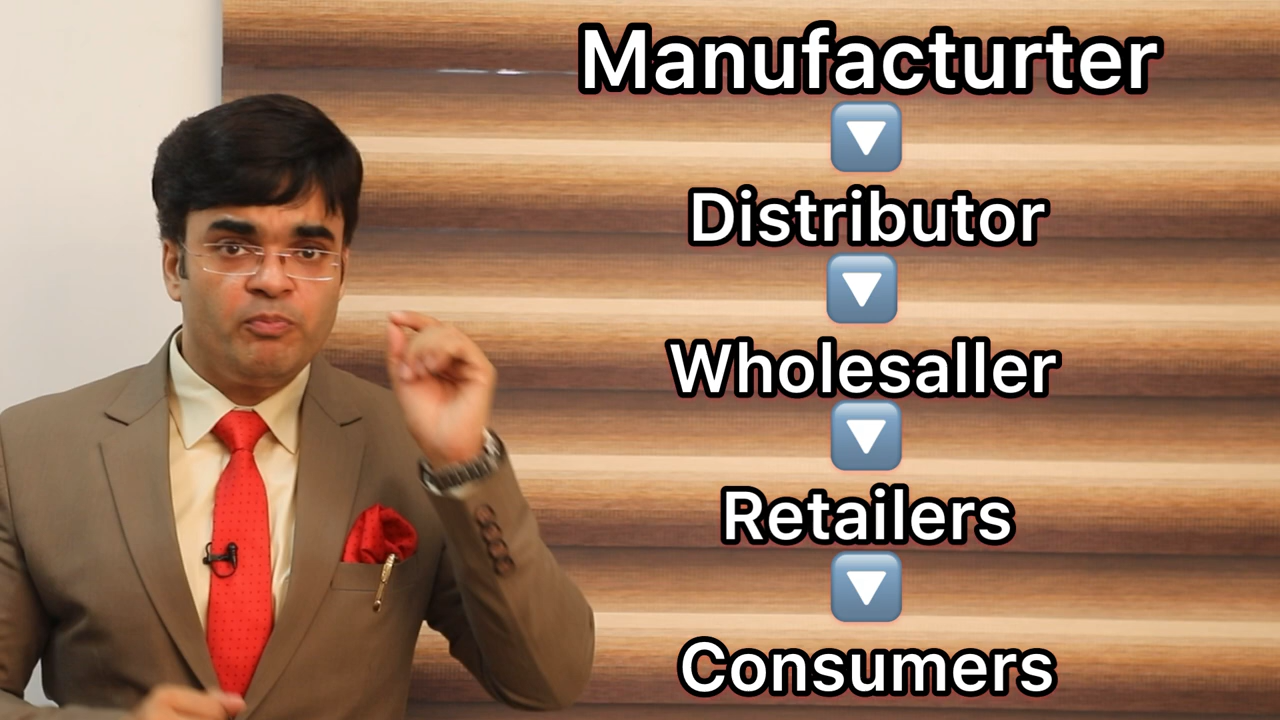 Manufacturter
Distributor
Wholesaller
Retailers
Consumers